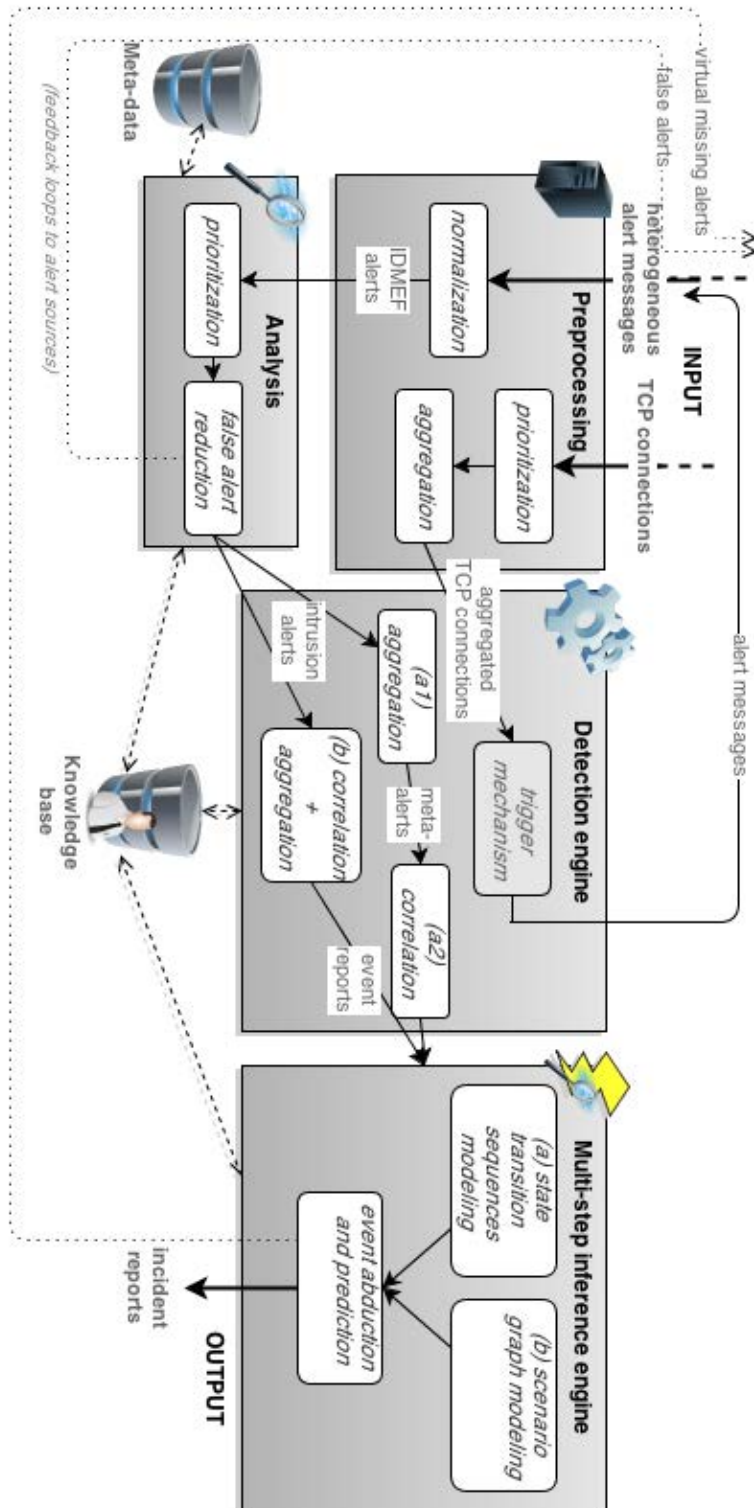 virtual missing alerts
false alerts
heterogeneous
alert messages
INPUT
TCP connections
alert messages
Preprocessing
normalization
prioritization
aggregation
IDMEF
alerts
aggregated
TCP connections
Meta-data
(feedback loops to alert sources)
Analysis
prioritization
false alert
reduction
intrusion
alerts
Detection engine
trigger
mechanism
(a1)
aggregation
meta-
alerts
(a2)
correlation
(b) correlation
+
aggregation
event
reports
Knowledge
base
Multi-step inference engine
(a) state
transition
sequences
modeling
(b) scenario
graph modeling
event abduction
and prediction
incident
reports
OUTPUT